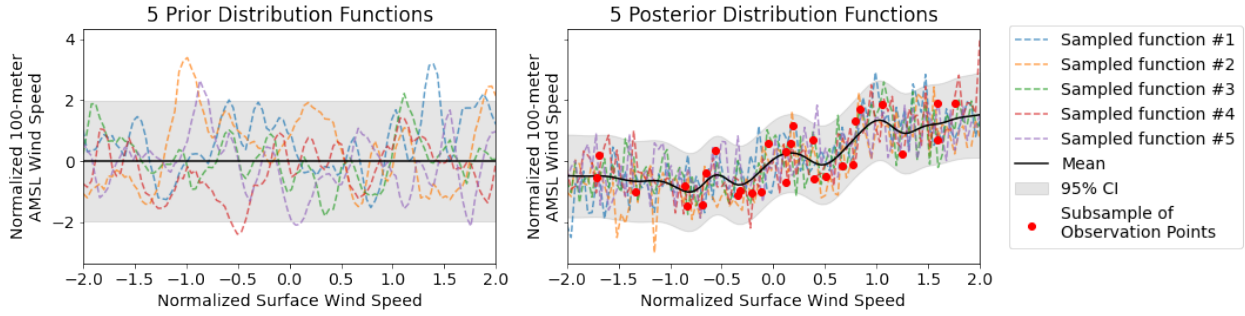 5 Prior Distribution Functions
Normalized 100-meter
AMSL Wind Speed
4
2
0
−2
−2.0 −1.5 −1.0 −0.5 0.0 0.5 1.0 1.5 2.0
Normalized Surface Wind Speed
5 Posterior Distribution Functions
Normalized 100-meter
AMSL Wind Speed
−2.0 −1.5 −1.0 −0.5 0.0 0.5 1.0 1.5 2.0
Normalized Surface Wind Speed
Sampled function #1
Sampled function #2
Sampled function #3
Sampled function #4
Sampled function #5
Mean
95% CI
Subsample of
Observation Points